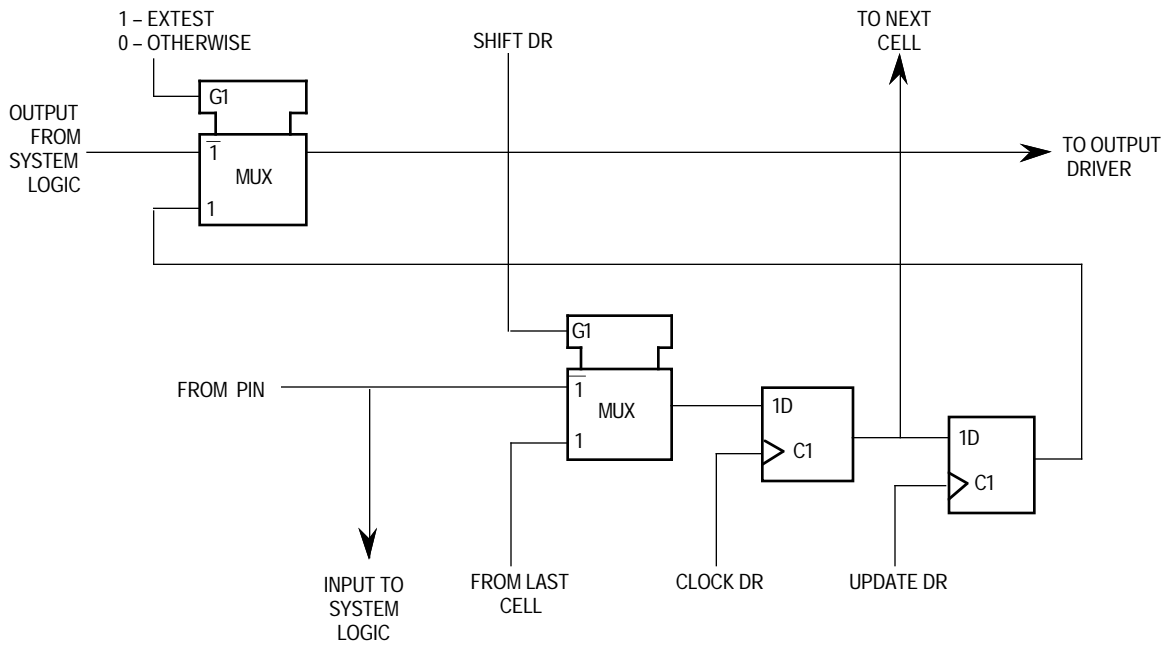 1 – EXTEST
0 – OTHERWISE
SHIFT DR
TO NEXT
CELL
G1
OUTPUT
FROM
SYSTEM
LOGIC
1̅
MUX
1
TO OUTPUT
DRIVER
G1
FROM PIN
1̅
MUX
1
1D
C1
1D
C1
INPUT TO
SYSTEM
LOGIC
FROM LAST
CELL
CLOCK DR
UPDATE DR